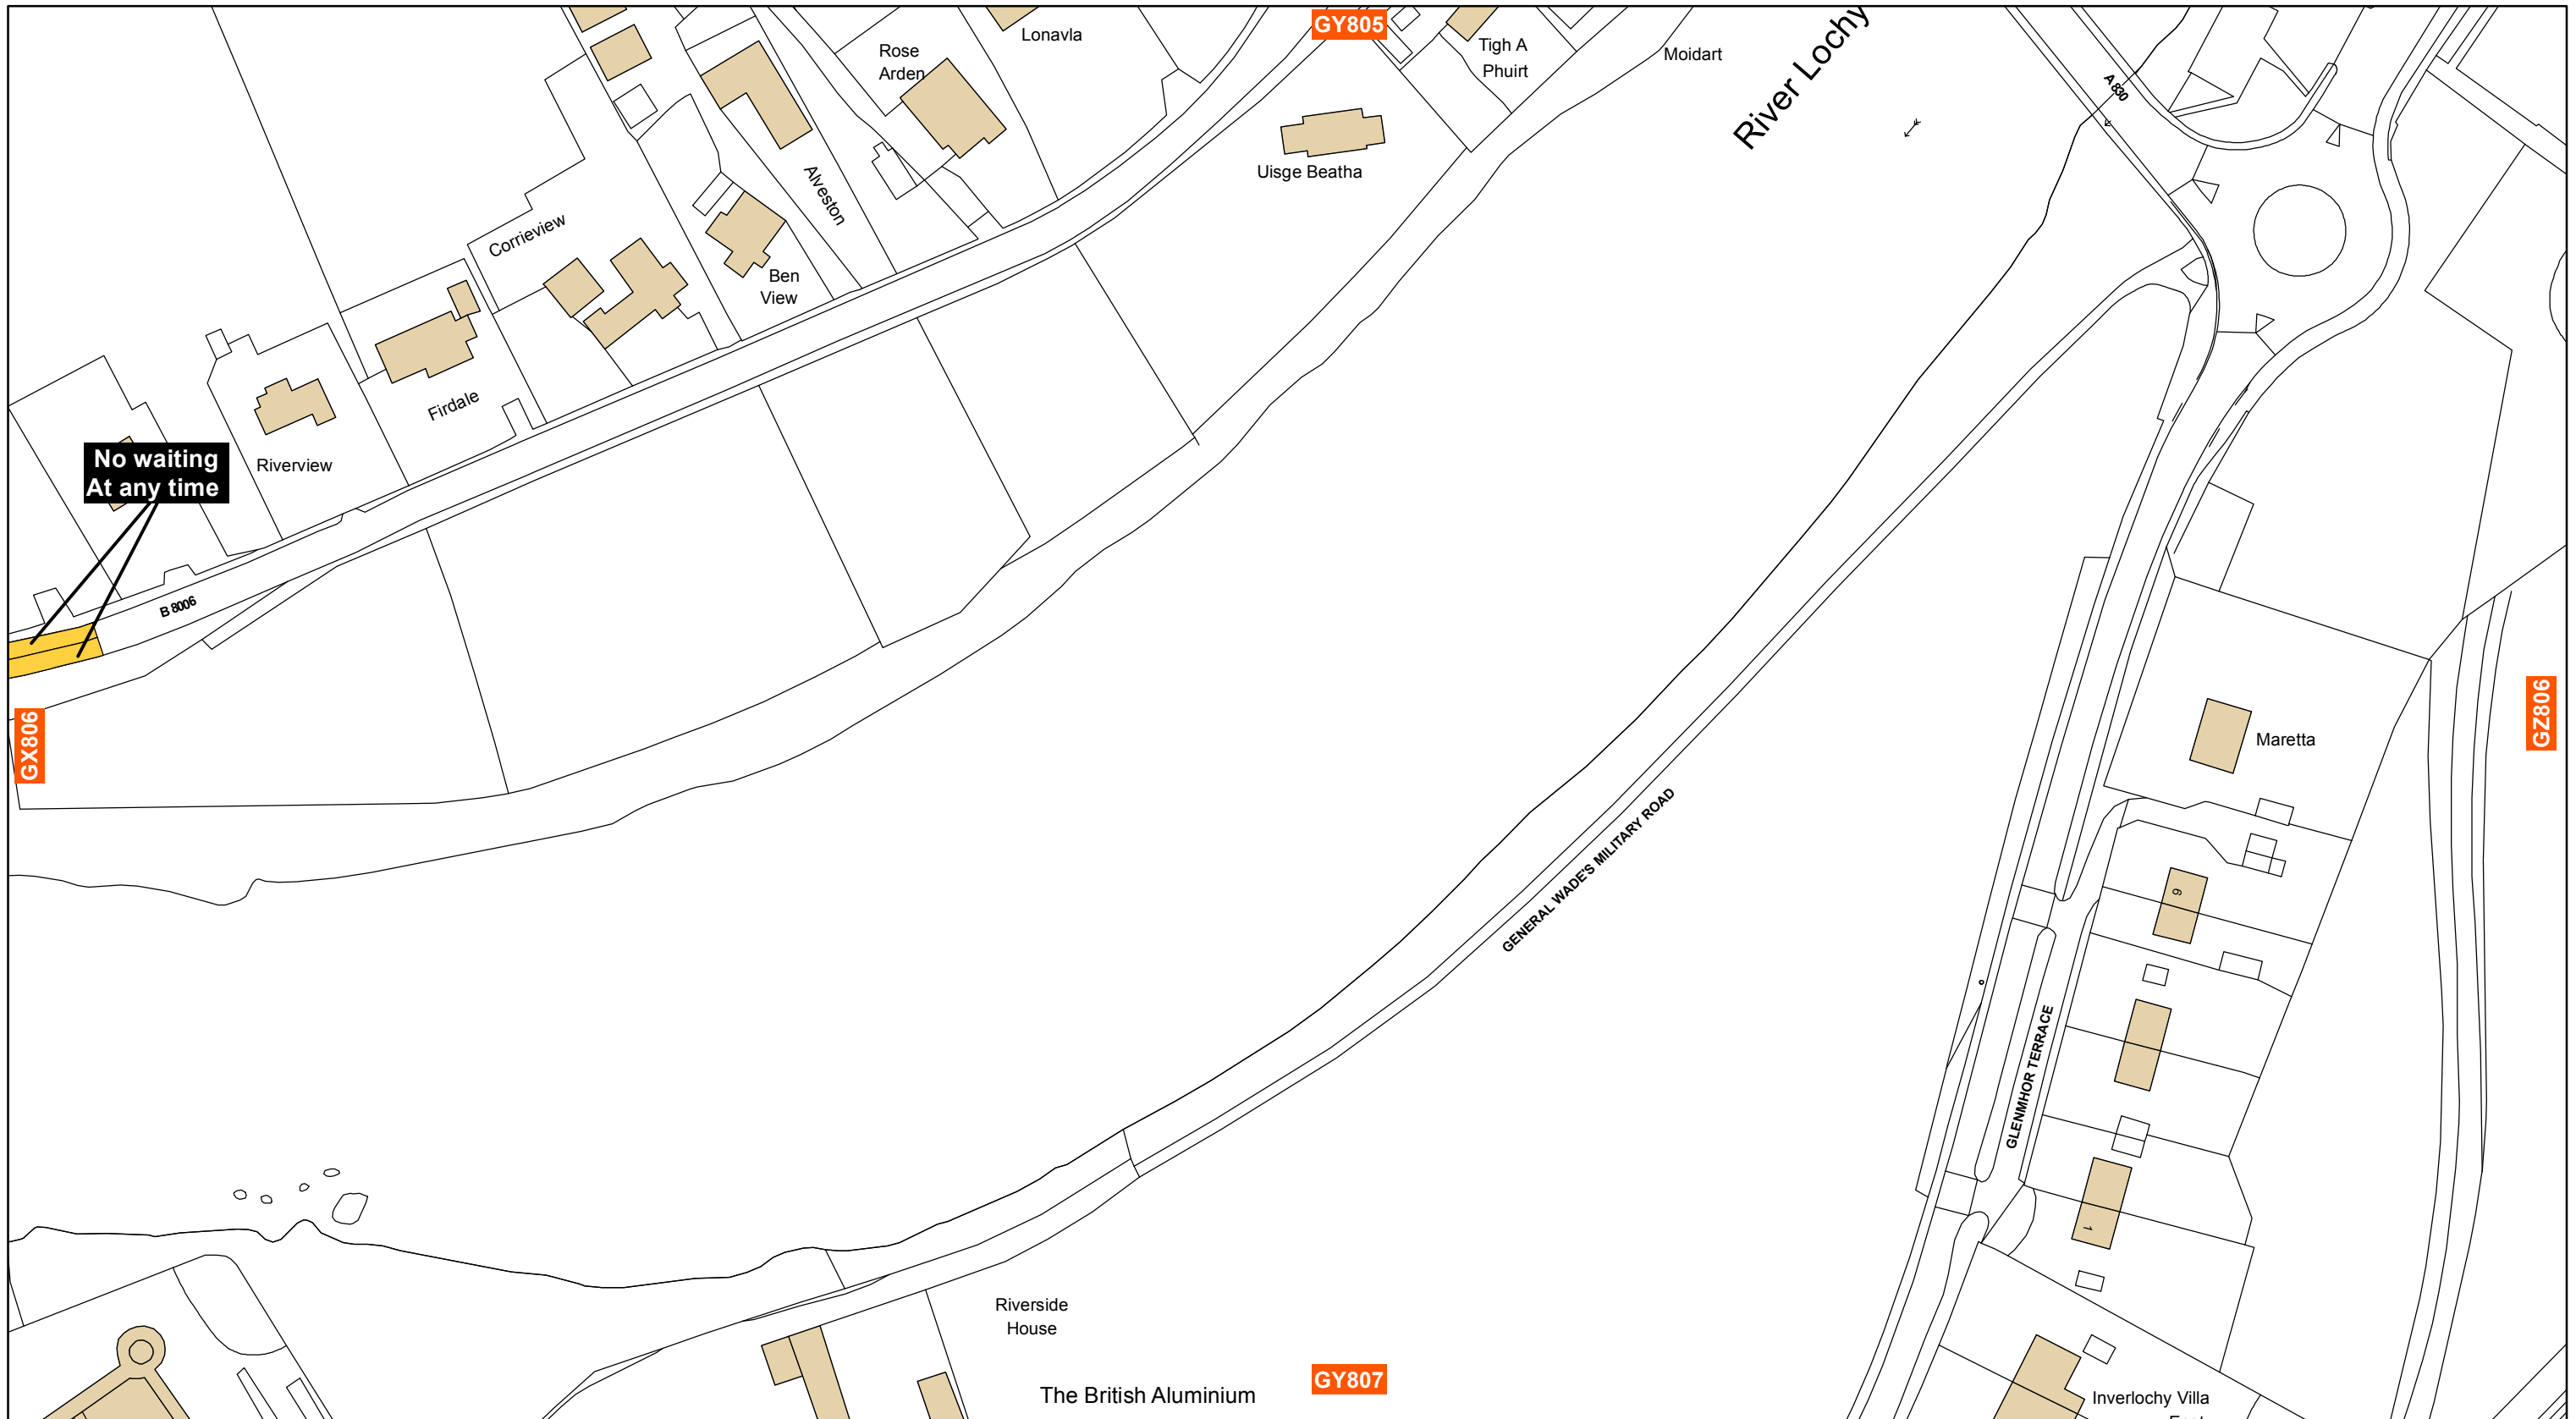 GY805
Lonavla
Rose
Arden
Tigh A
Phuirt
Moidart
River Lochy
A 830
Uisge Beatha
Alveston
Corrieview
Ben
View
Firdale
Riverview
No waiting
At any time
B 8006
GX806
GZ806
Maretta
GENERAL WADE'S MILITARY ROAD
6
GLENMHOR TERRACE
1
Riverside
House
GY807
The British Aluminium
Inverlochy Villa